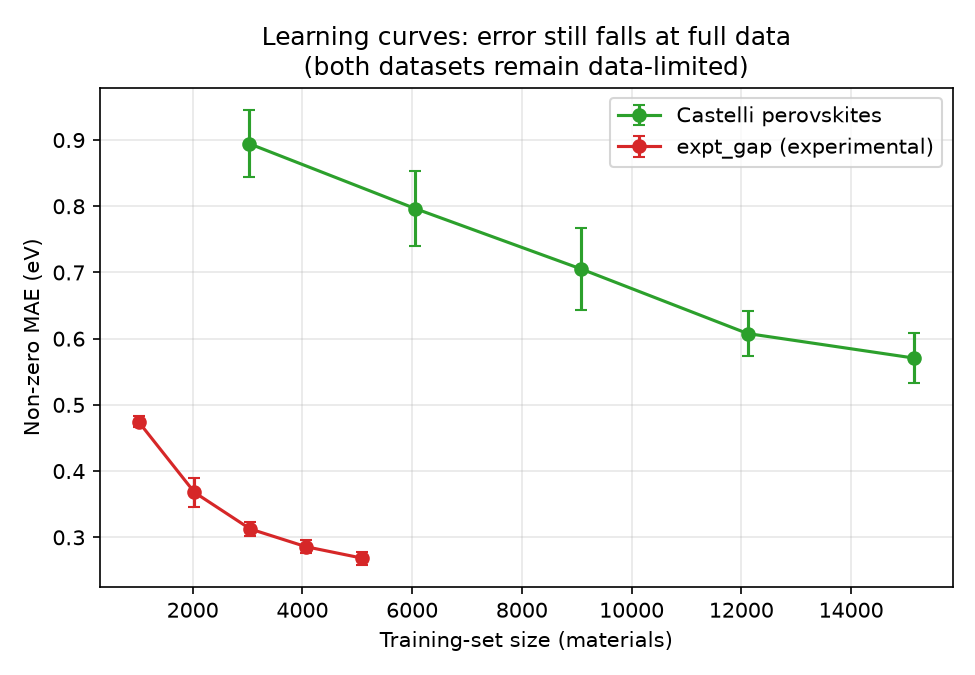 Learning curves: error still falls at full data
(both datasets remain data-limited)
Castelli perovskites
expt_gap (experimental)
Non-zero MAE (eV)
0.9
0.8
0.7
0.6
0.5
0.4
0.3
2000 4000 6000 8000 10000 12000 14000
Training-set size (materials)